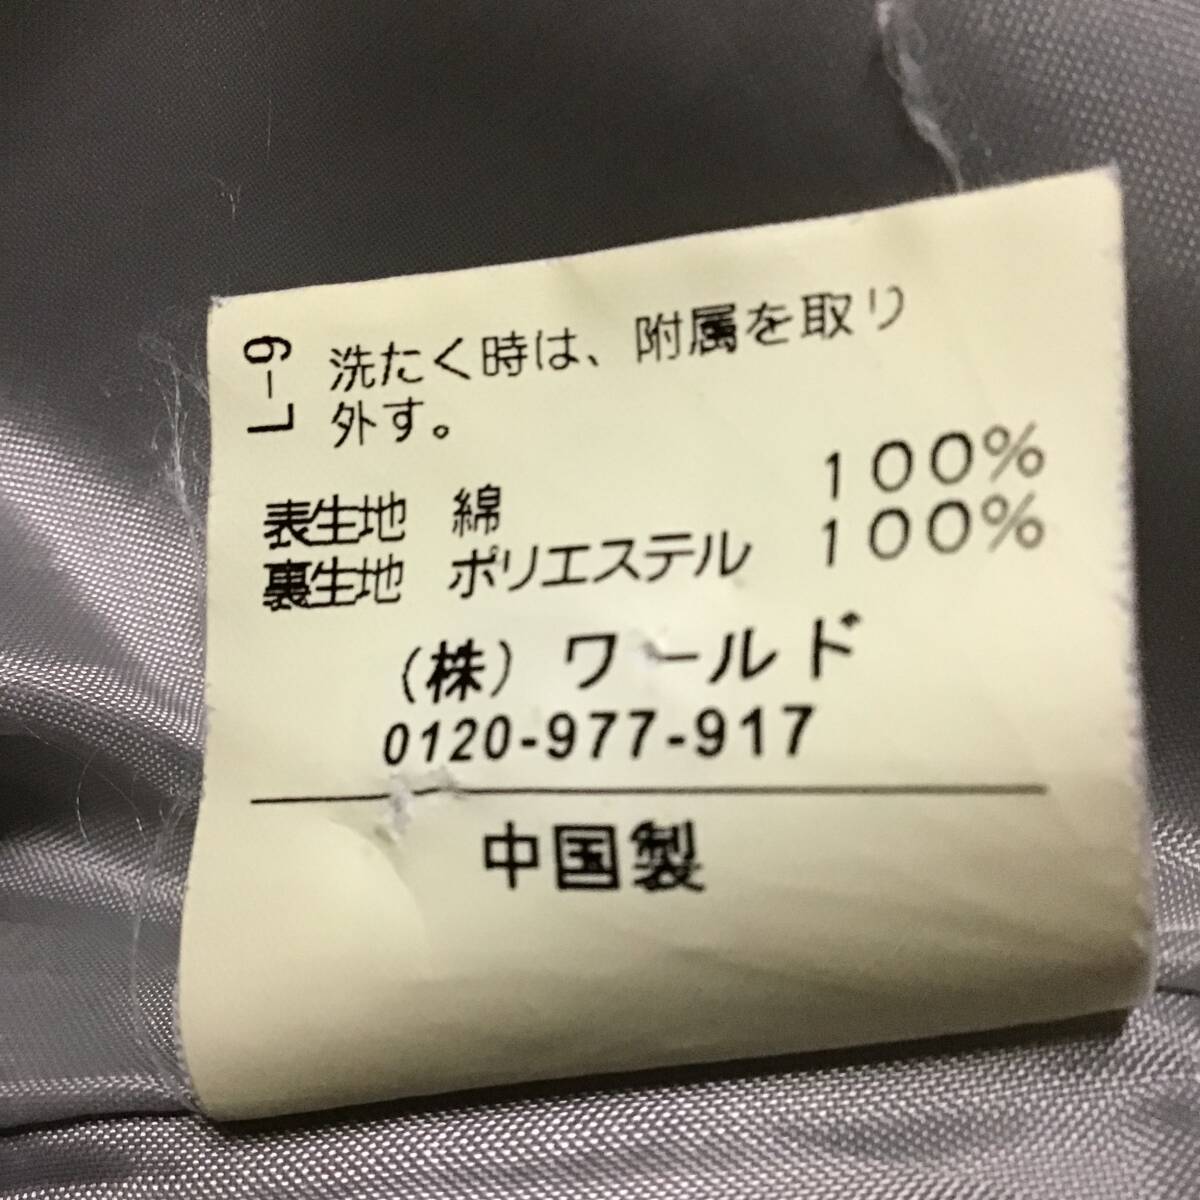 L-9
洗たく時は、附属を取り
外す。
表生地 綿 100%
裏生地 ポリエステル 100%
(株) ワールド
0120-977-917
中国製